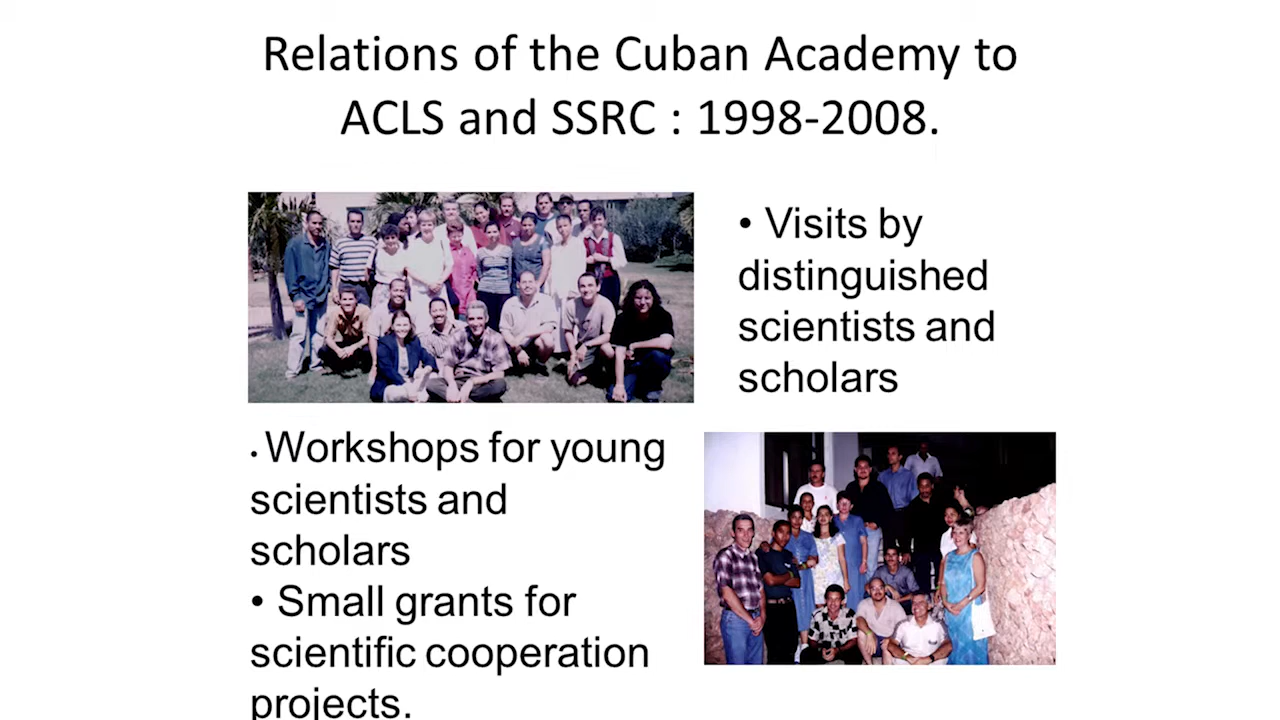 Relations of the Cuban Academy to
ACLS and SSRC : 1998-2008.
• Visits by
distinguished
scientists and
scholars
• Workshops for young
scientists and
scholars
• Small grants for
scientific cooperation
projects.